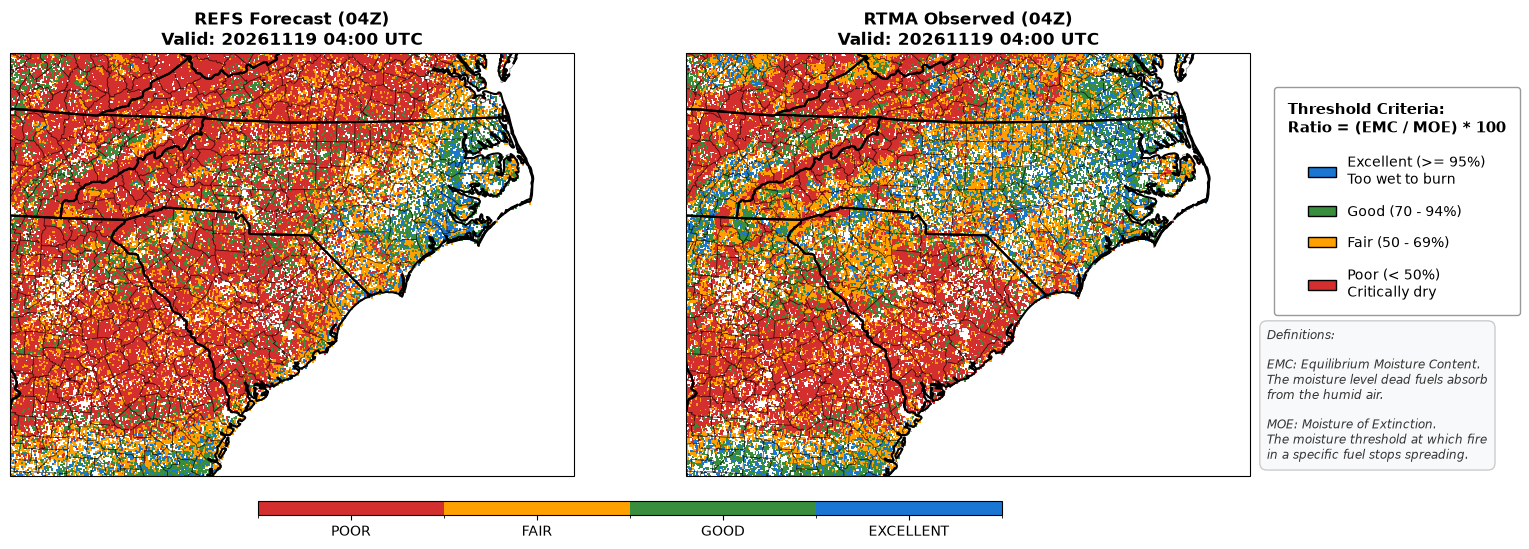 REFS Forecast (04Z)
Valid: 20261119 04:00 UTC
RTMA Observed (04Z)
Valid: 20261119 04:00 UTC
Threshold Criteria:
Ratio = (EMC / MOE) * 100
Excellent (>= 95%)
Too wet to burn
Good (70 - 94%)
Fair (50 - 69%)
Poor (< 50%)
Critically dry
Definitions:
EMC: Equilibrium Moisture Content.
The moisture level dead fuels absorb
from the humid air.
MOE: Moisture of Extinction.
The moisture threshold at which fire
in a specific fuel stops spreading.
POOR
FAIR
GOOD
EXCELLENT